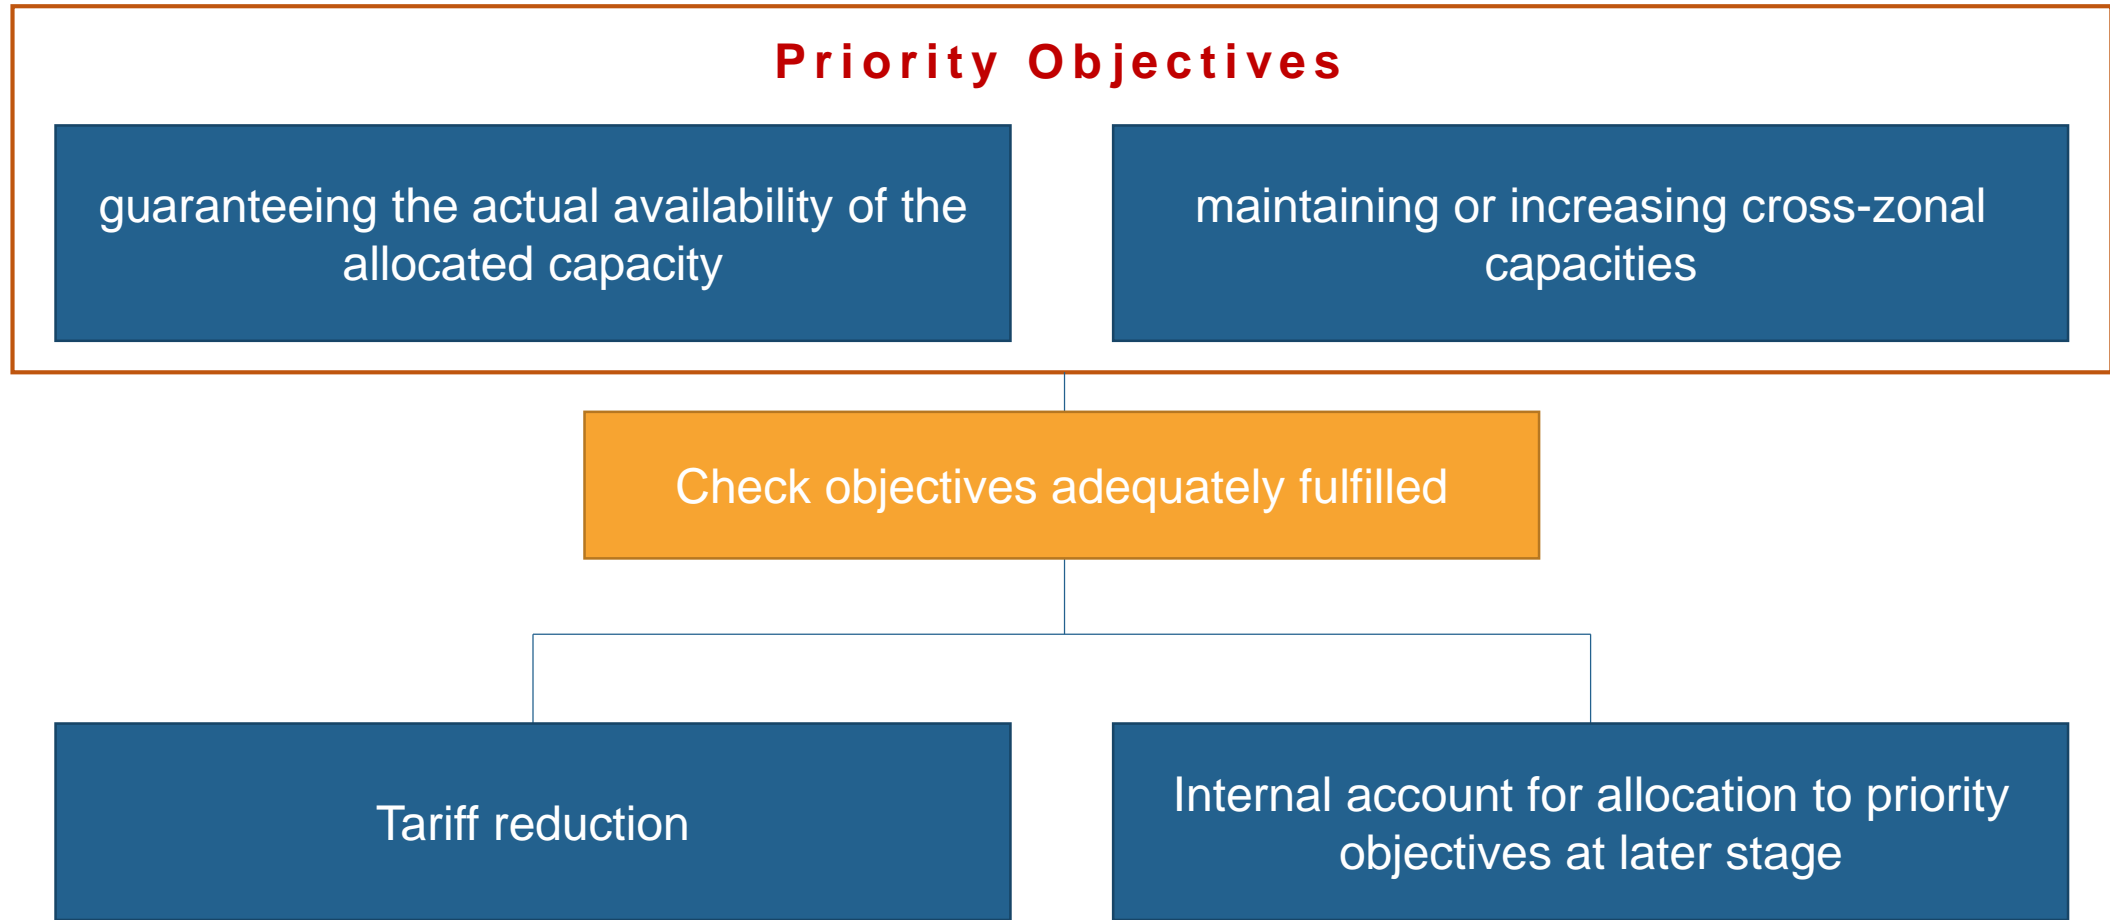 Priority Objectives
guaranteeing the actual availability of the
allocated capacity
maintaining or increasing cross-zonal
capacities
Check objectives adequately fulfilled
Tariff reduction
Internal account for allocation to priority
objectives at later stage